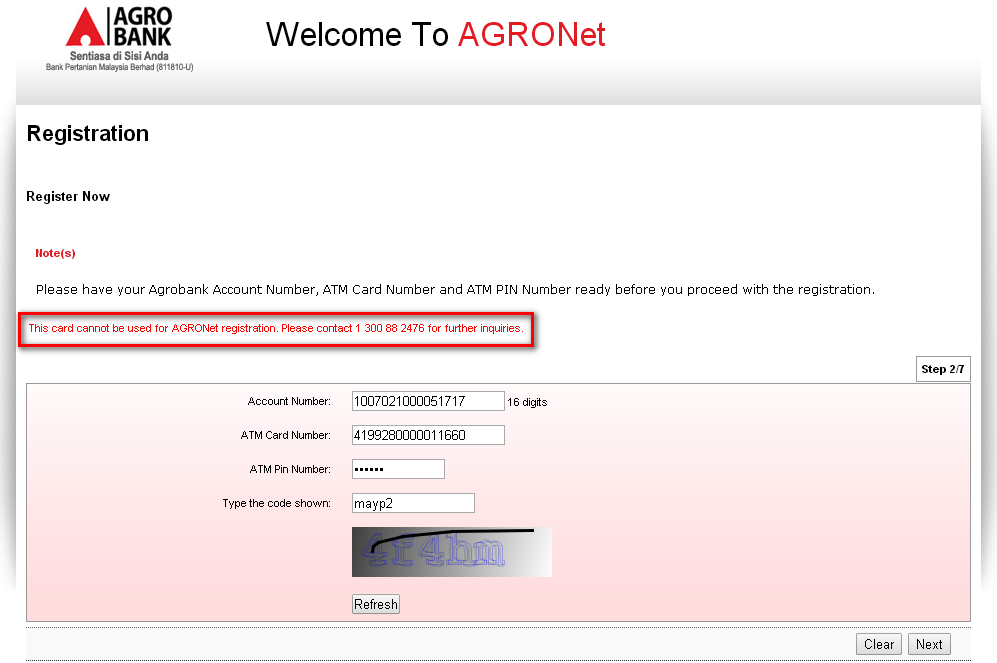 AGRO
BANK
Sentiasa di Sisi Anda
Bank Pertanian Malaysia Berhad (811810-U)
Welcome To AGRONet
Registration
Register Now
Note(s)
Please have your Agrobank Account Number, ATM Card Number and ATM PIN Number ready before you proceed with the registration.
This card cannot be used for AGRONet registration. Please contact 1 300 88 2476 for further inquiries.
Step 2/7
Account Number: 1007021000051717 16 digits
ATM Card Number: 4199280000011660
ATM Pin Number: ••••••
Type the code shown: mayp2
4f4bm
Refresh
Clear Next